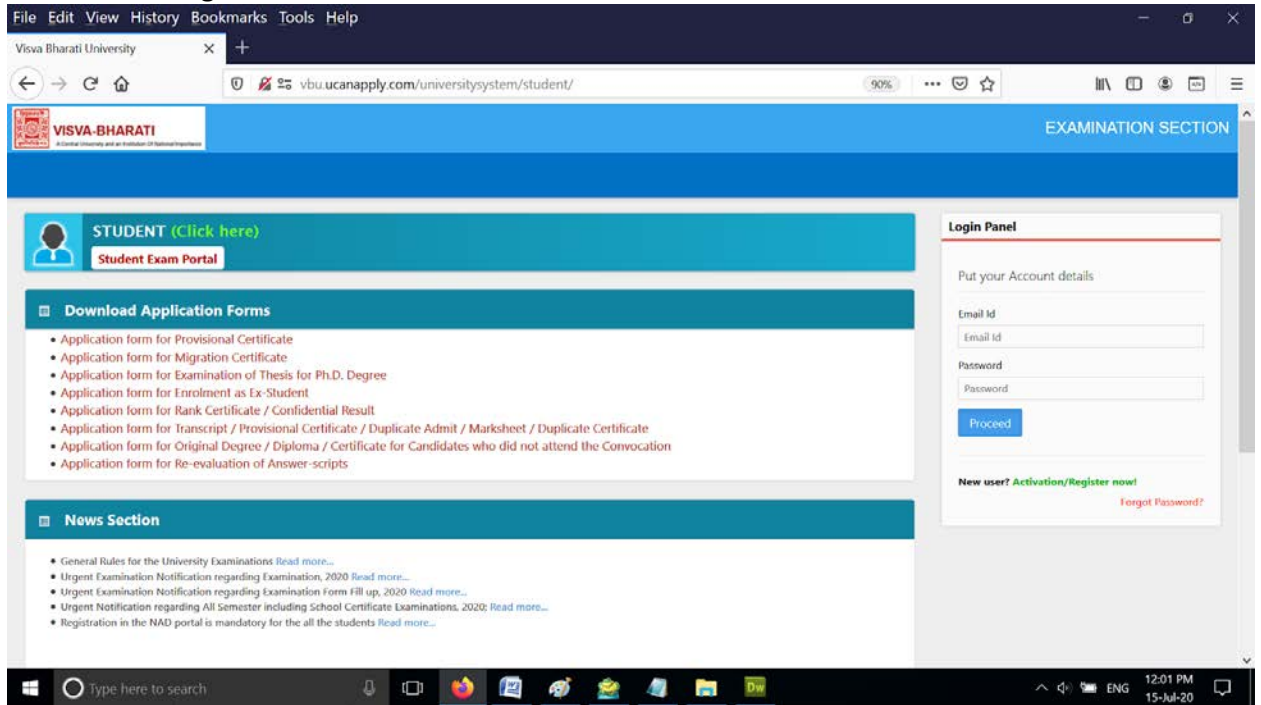 File Edit View History Bookmarks Tools Help
Visva Bharati University
vbu.ucanapply.com/universitysystem/student/
90%
VISVA-BHARATI
A Central University and an Institution Of National Importance
EXAMINATION SECTION
STUDENT (Click here)
Student Exam Portal
Download Application Forms
• Application form for Provisional Certificate
• Application form for Migration Certificate
• Application form for Examination of Thesis for Ph.D. Degree
• Application form for Enrolment as Ex-Student
• Application form for Rank Certificate / Confidential Result
• Application form for Transcript / Provisional Certificate / Duplicate Admit / Marksheet / Duplicate Certificate
• Application form for Original Degree / Diploma / Certificate for Candidates who did not attend the Convocation
• Application form for Re-evaluation of Answer-scripts
News Section
• General Rules for the University Examinations Read more...
• Urgent Examination Notification regarding Examination, 2020 Read more...
• Urgent Examination Notification regarding Examination Form Fill up, 2020 Read more...
• Urgent Notification regarding All Semester including School Certificate Examinations, 2020; Read more...
• Registration in the NAD portal is mandatory for the all the students Read more...
Login Panel
Put your Account details
Email Id
Email Id
Password
Password
Proceed
New user? Activation/Register now!
Forgot Password?
Type here to search
Dw
ENG
12:01 PM
15-Jul-20